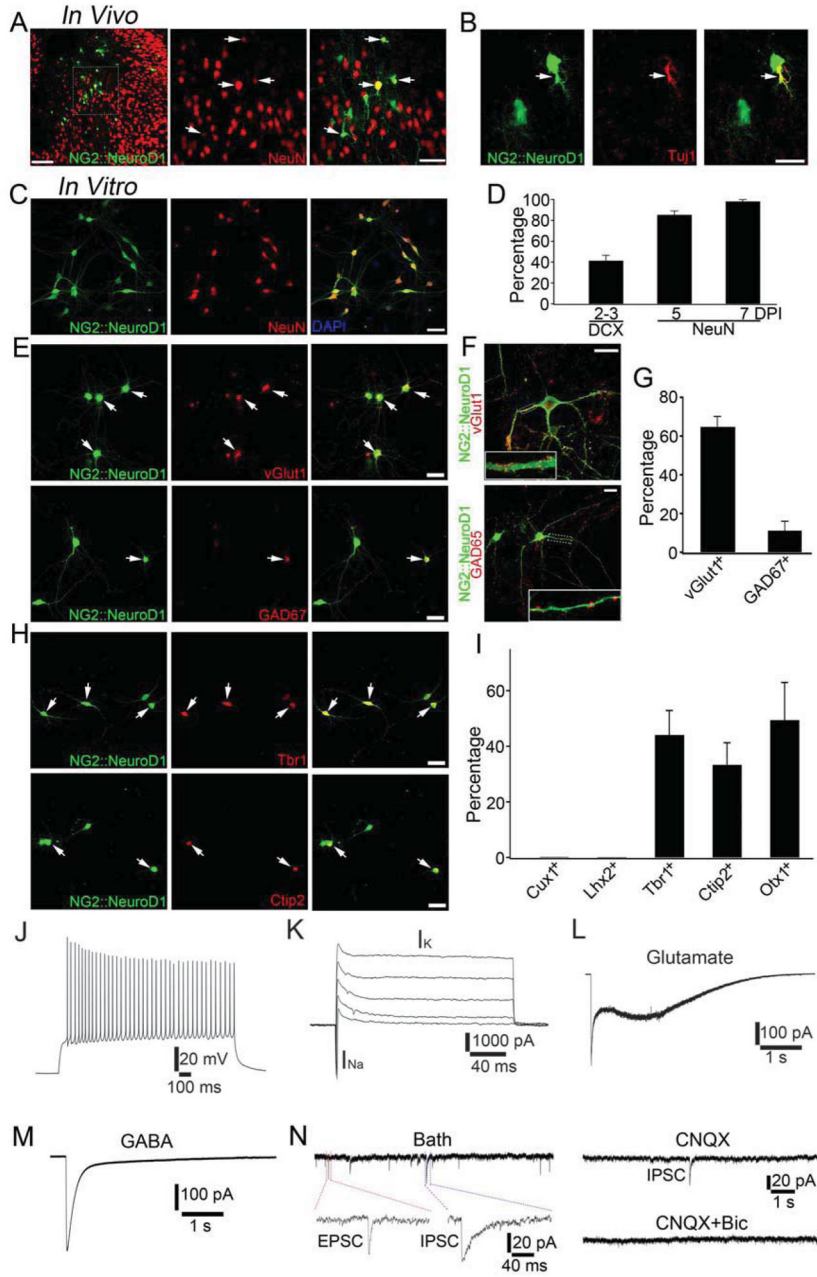 A In Vivo
NG2::NeuroD1 NeuN
B
NG2::NeuroD1 Tuj1
In Vitro
C
NG2::NeuroD1 NeuN DAPI
D
Percentage
100
80
60
40
20
0
2-3 5 7 DPI
DCX NeuN
E
NG2::NeuroD1 vGlut1
NG2::NeuroD1 GAD67
F
NG2::NeuroD1
vGlut1
NG2::NeuroD1
GAD65
G
Percentage
80
60
40
20
0
vGlut1+
GAD67+
H
NG2::NeuroD1 Tbr1
NG2::NeuroD1 Ctip2
I
Percentage
60
40
20
0
Cux1+
Lhx2+
Tbr1+
Ctip2+
Otx1+
J
20 mV
100 ms
K
IK
INa
1000 pA
40 ms
L
Glutamate
100 pA
1 s
M
GABA
100 pA
1 s
N
Bath
EPSC
IPSC
20 pA
40 ms
CNQX
IPSC
20 pA
1 s
CNQX+Bic